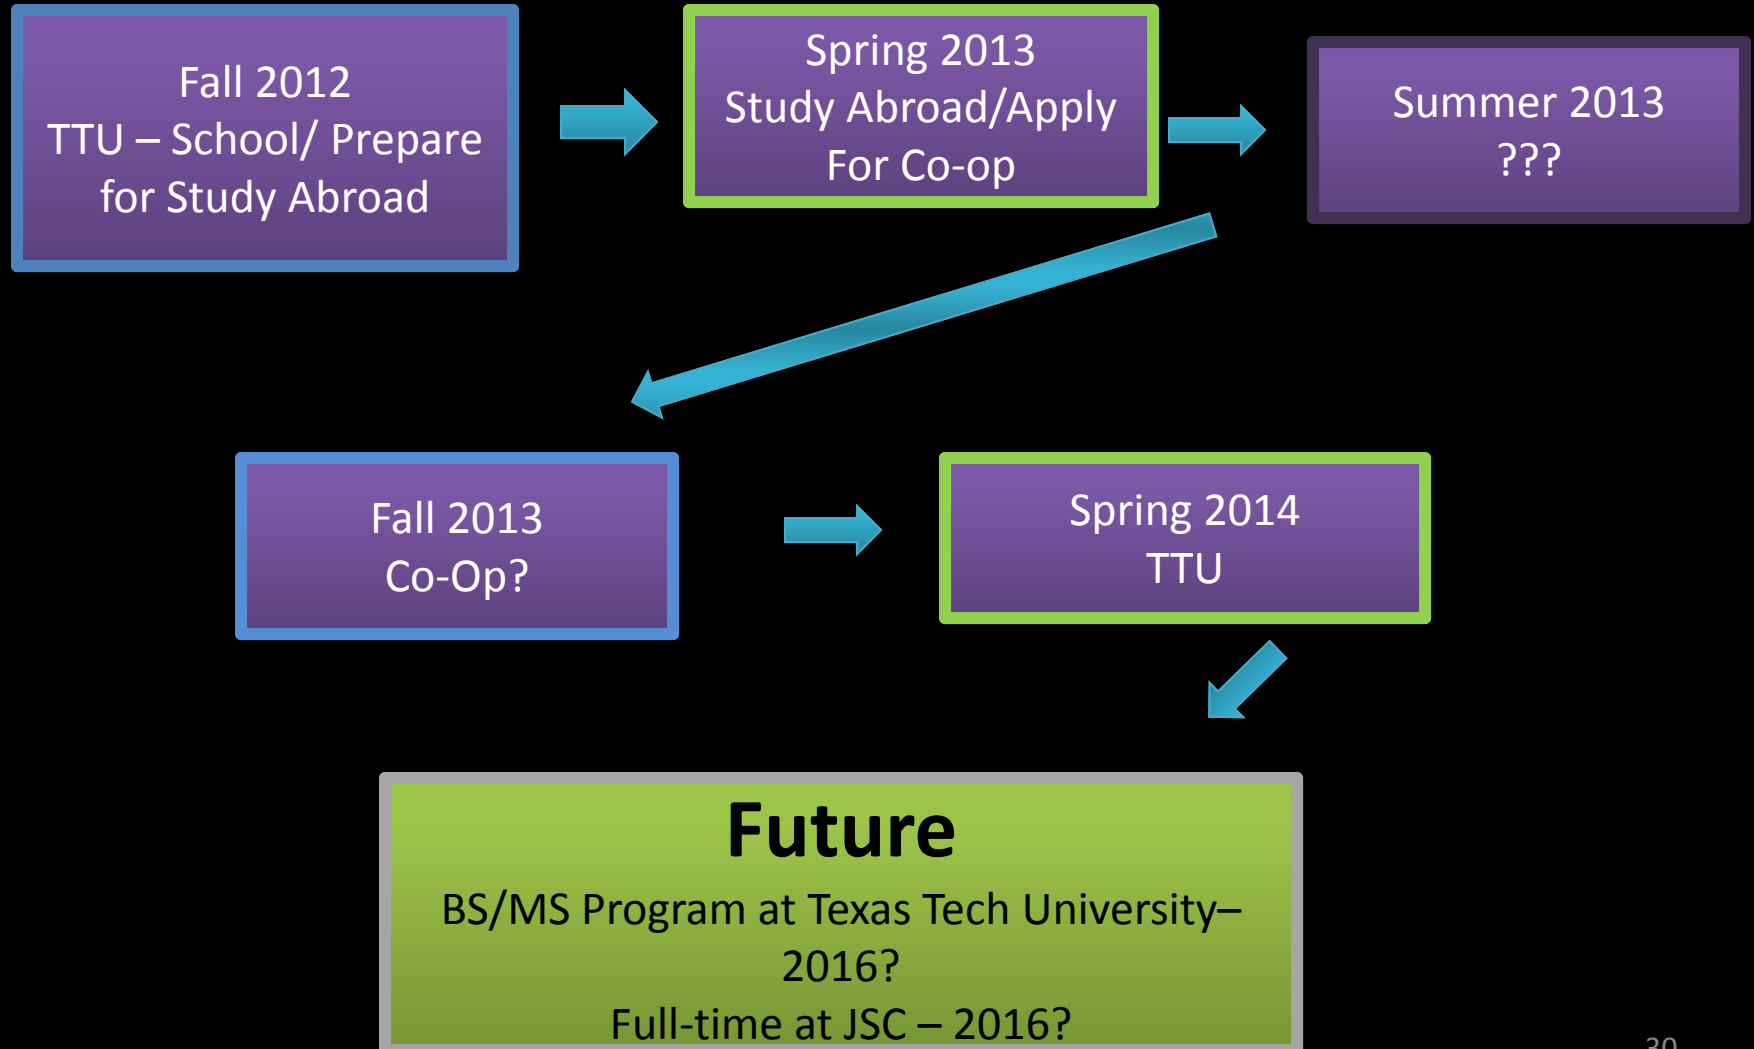 Fall 2012
TTU – School/ Prepare
for Study Abroad
Spring 2013
Study Abroad/Apply
For Co-op
Summer 2013
???
Fall 2013
Co-Op?
Spring 2014
TTU
Future
BS/MS Program at Texas Tech University–
2016?
Full-time at JSC – 2016?
30